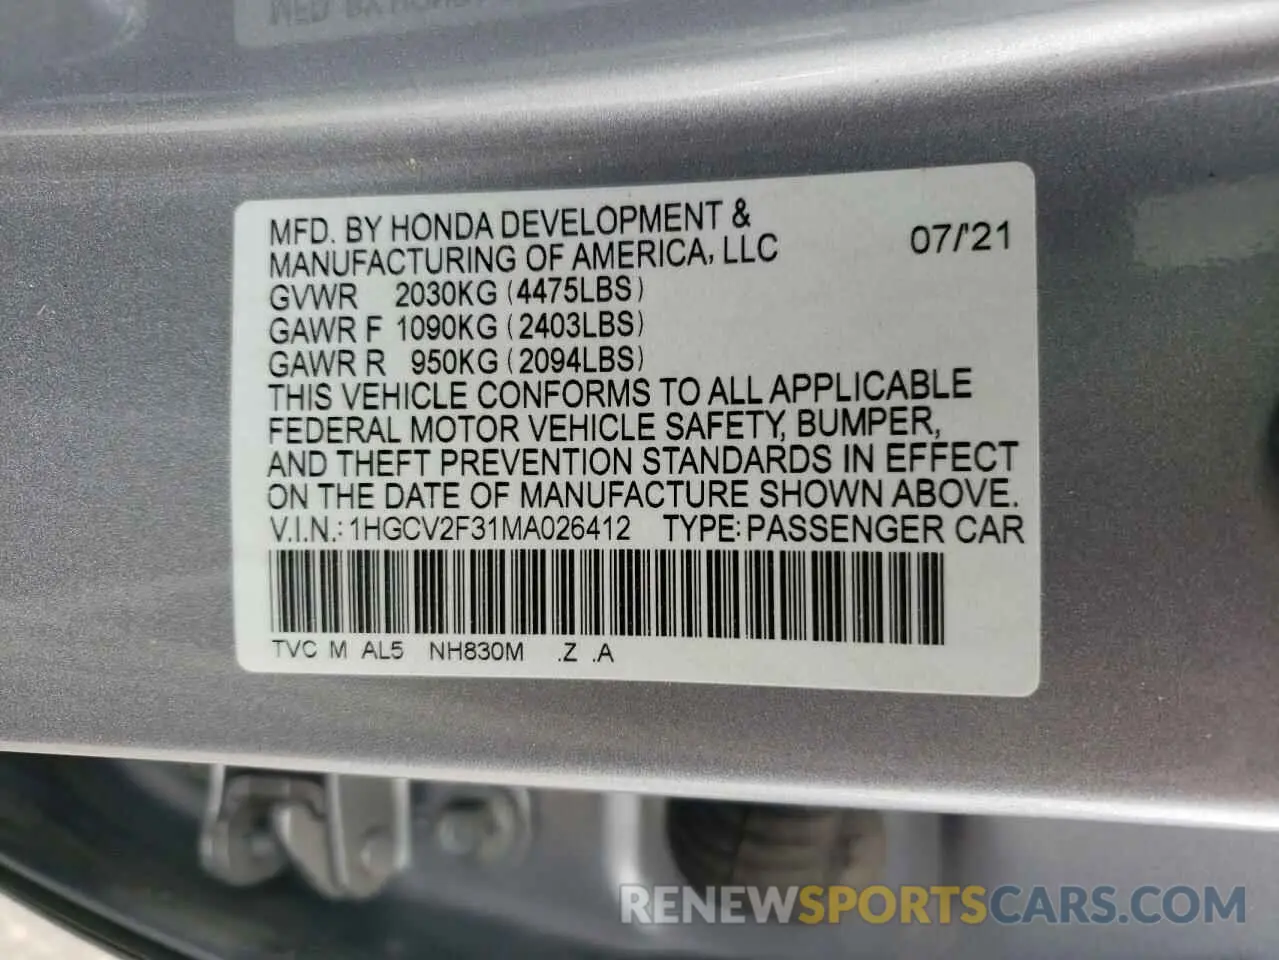 MFD. BY HONDA DEVELOPMENT &
MANUFACTURING OF AMERICA, LLC 07/'21
GVWR 2030KG (4475LBS)
GAWR F 1090KG (2403LBS)
GAWR R 950KG (2094LBS)
THIS VEHICLE CONFORMS TO ALL APPLICABLE
FEDERAL MOTOR VEHICLE SAFETY, BUMPER,
AND THEFT PREVENTION STANDARDS IN EFFECT
ON THE DATE OF MANUFACTURE SHOWN ABOVE.
V.I.N.: 1HGCV2F31MA026412 TYPE: PASSENGER CAR
TVC M AL5 NH830M .Z .A
RENEWSPORTSCARS.COM